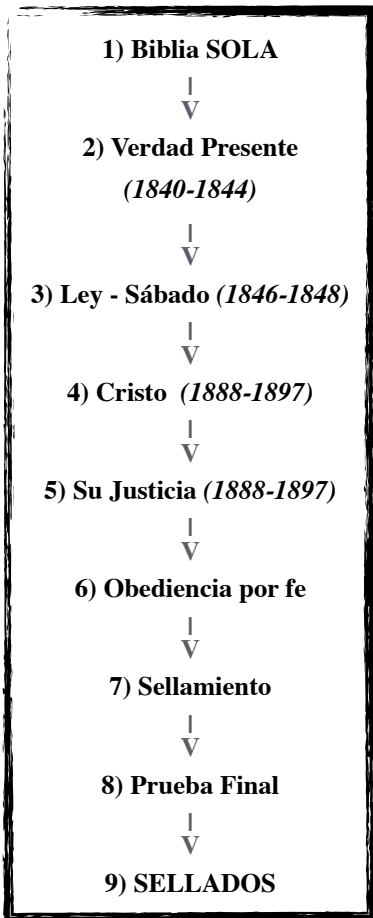 1) Biblia SOLA
|
V
2) Verdad Presente
(1840-1844)
|
V
3) Ley - Sábado (1846-1848)
|
V
4) Cristo (1888-1897)
|
V
5) Su Justicia (1888-1897)
|
V
6) Obediencia por fe
|
V
7) Sellamiento
|
V
8) Prueba Final
|
V
9) SELLADOS